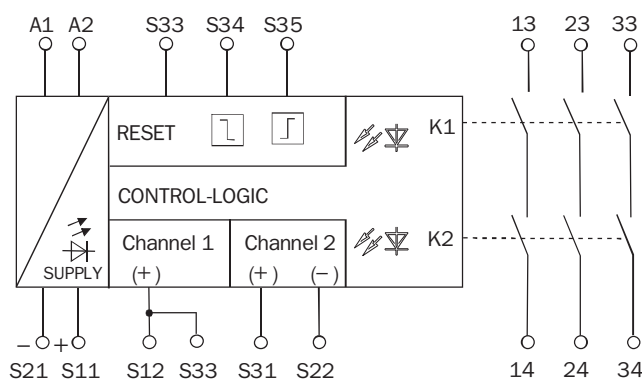 A1 A2 S33 S34 S35 13 23 33
RESET K1
CONTROL-LOGIC
Channel 1 Channel 2 K2
SUPPLY (+) (+) (−)
− +
S21 S11 S12 S33 S31 S22 14 24 34